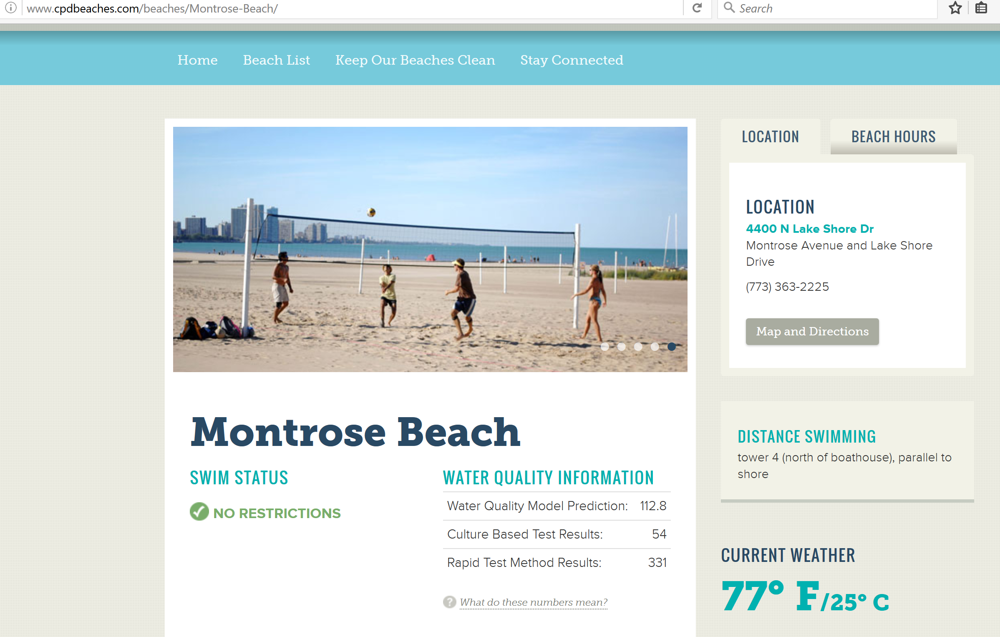 www.cpdbeaches.com/beaches/Montrose-Beach/
Search
Home
Beach List
Keep Our Beaches Clean
Stay Connected
Montrose Beach
SWIM STATUS
NO RESTRICTIONS
WATER QUALITY INFORMATION
Water Quality Model Prediction: 112.8
Culture Based Test Results: 54
Rapid Test Method Results: 331
? What do these numbers mean?
LOCATION
BEACH HOURS
LOCATION
4400 N Lake Shore Dr
Montrose Avenue and Lake Shore
Drive
(773) 363-2225
Map and Directions
DISTANCE SWIMMING
tower 4 (north of boathouse), parallel to
shore
CURRENT WEATHER
77° F/25° C